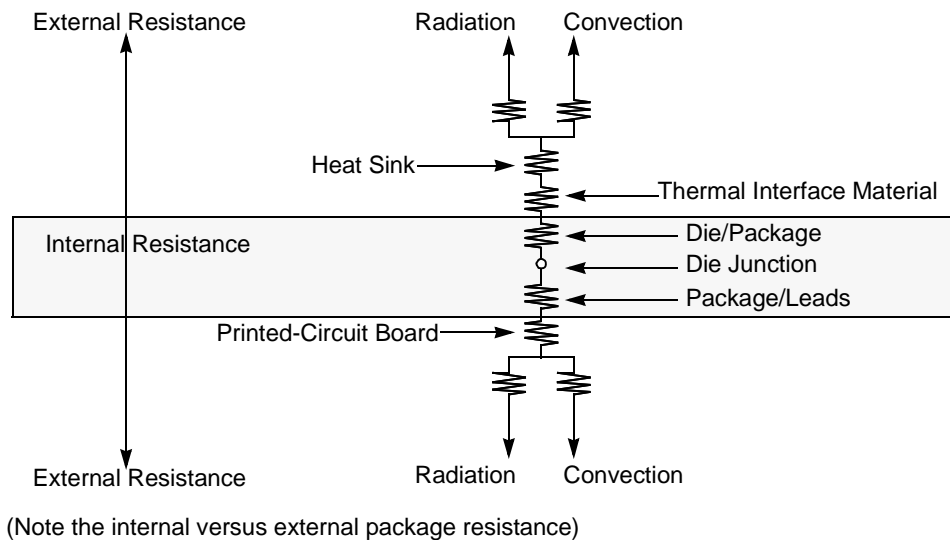 External Resistance
Radiation
Convection
Heat Sink
Thermal Interface Material
Internal Resistance
Die/Package
Die Junction
Package/Leads
Printed-Circuit Board
External Resistance
Radiation
Convection
(Note the internal versus external package resistance)